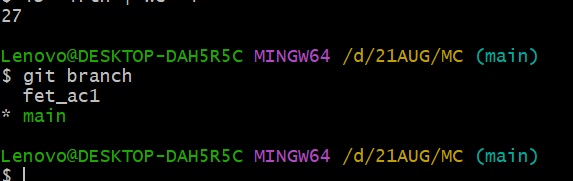 27
Lenovo@DESKTOP-DAH5R5C MINGW64 /d/21AUG/MC (main)
$ git branch
  fet_ac1
* main
Lenovo@DESKTOP-DAH5R5C MINGW64 /d/21AUG/MC (main)
$